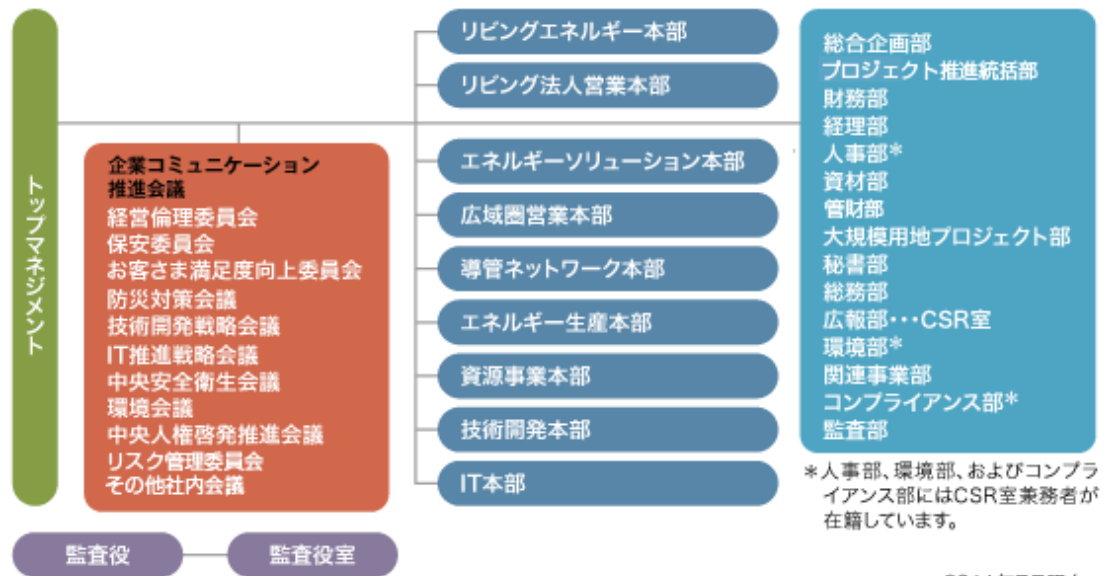 トップマネジメント
企業コミュニケーション
推進会議
経営倫理委員会
保安委員会
お客さま満足度向上委員会
防災対策会議
技術開発戦略会議
IT推進戦略会議
中央安全衛生会議
環境会議
中央人権啓発推進会議
リスク管理委員会
その他社内会議
リビングエネルギー本部
リビング法人営業本部
エネルギーソリューション本部
広域圏営業本部
導管ネットワーク本部
エネルギー生産本部
資源事業本部
技術開発本部
IT本部
総合企画部
プロジェクト推進統括部
財務部
経理部
人事部＊
資材部
管財部
大規模用地プロジェクト部
秘書部
総務部
広報部・・・CSR室
環境部＊
関連事業部
コンプライアンス部＊
監査部
＊人事部、環境部、およびコンプラ
イアンス部にはCSR室兼務者が
在籍しています。
監査役
監査役室